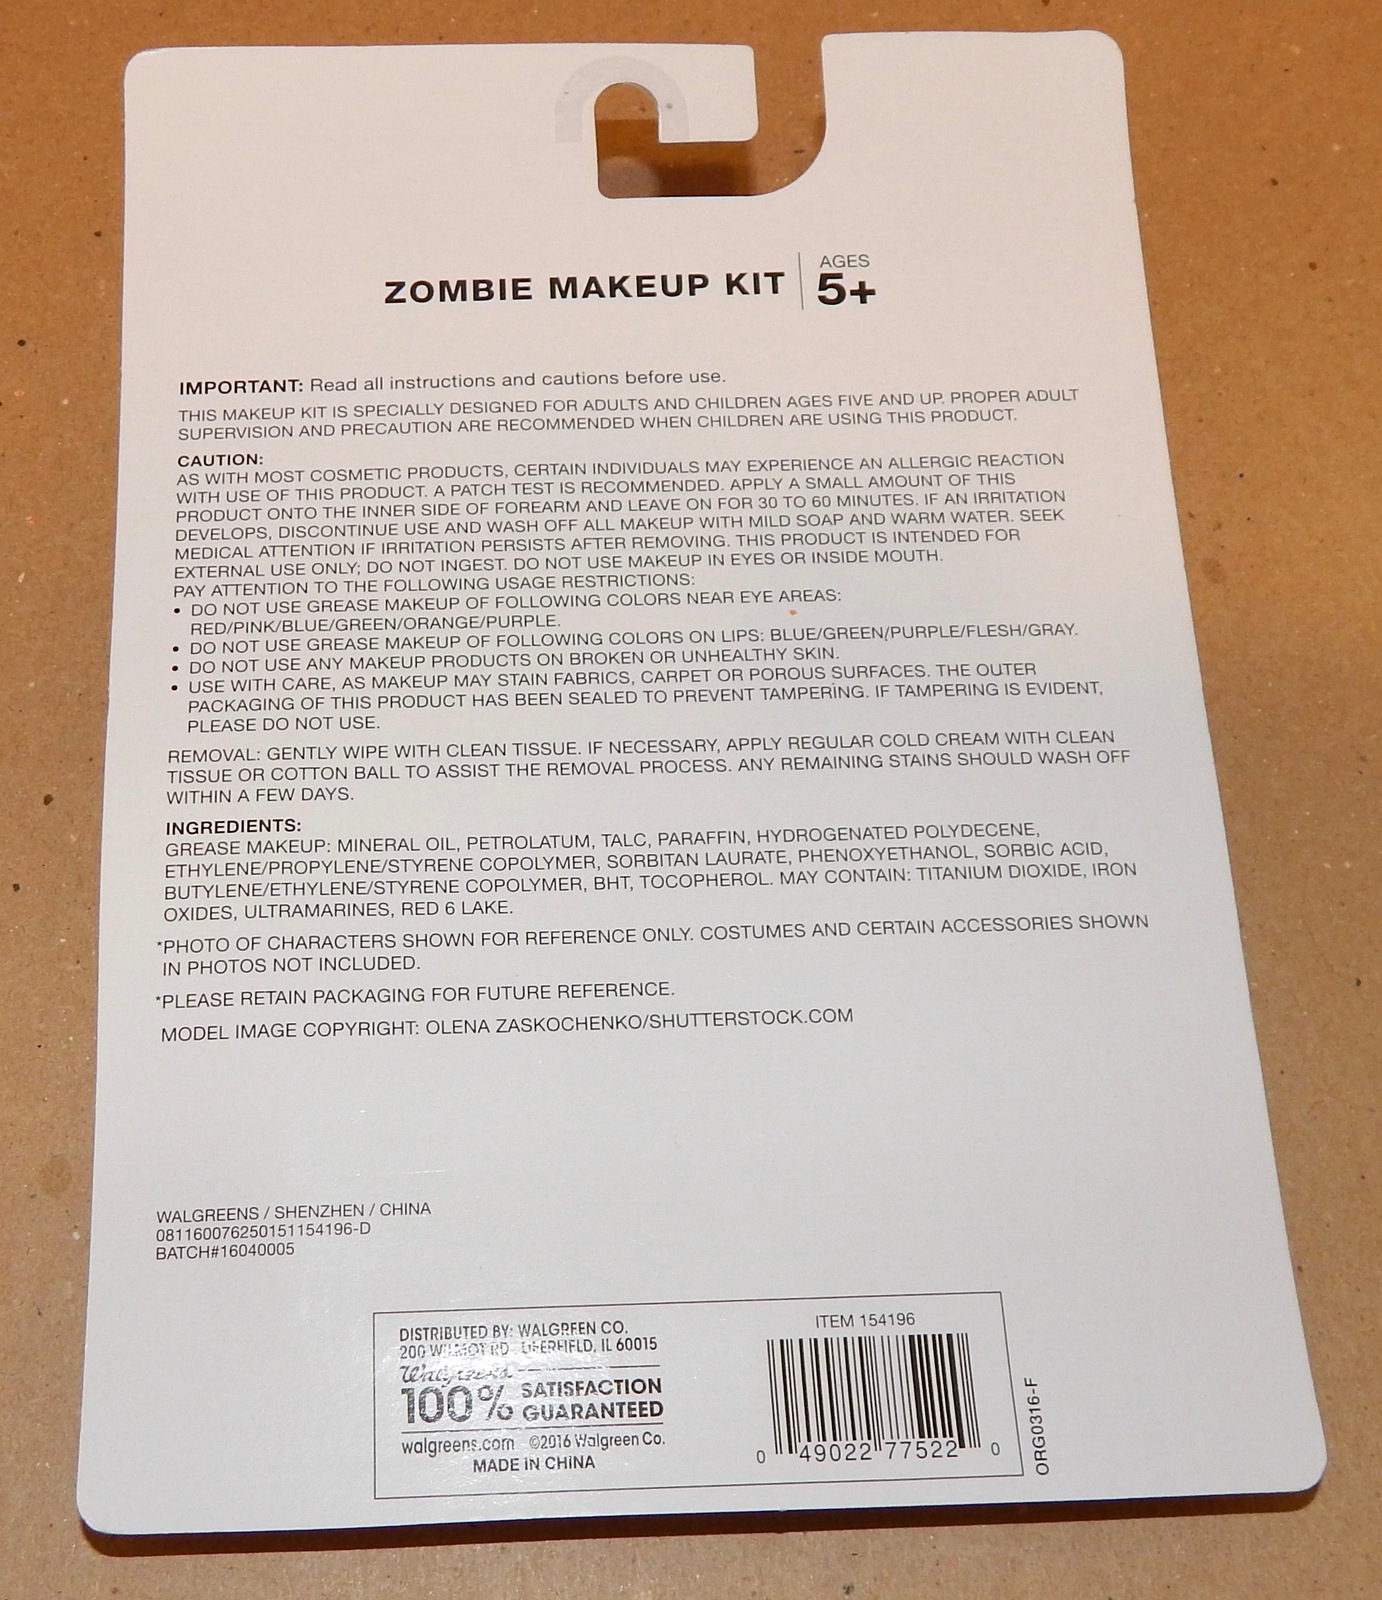 ZOMBIE MAKEUP KIT
AGES
5+
IMPORTANT: Read all instructions and cautions before use.
THIS MAKEUP KIT IS SPECIALLY DESIGNED FOR ADULTS AND CHILDREN AGES FIVE AND UP. PROPER ADULT
SUPERVISION AND PRECAUTION ARE RECOMMENDED WHEN CHILDREN ARE USING THIS PRODUCT.
CAUTION:
AS WITH MOST COSMETIC PRODUCTS, CERTAIN INDIVIDUALS MAY EXPERIENCE AN ALLERGIC REACTION
WITH USE OF THIS PRODUCT. A PATCH TEST IS RECOMMENDED. APPLY A SMALL AMOUNT OF THIS
PRODUCT ONTO THE INNER SIDE OF FOREARM AND LEAVE ON FOR 30 TO 60 MINUTES. IF AN IRRITATION
DEVELOPS, DISCONTINUE USE AND WASH OFF ALL MAKEUP WITH MILD SOAP AND WARM WATER. SEEK
MEDICAL ATTENTION IF IRRITATION PERSISTS AFTER REMOVING. THIS PRODUCT IS INTENDED FOR
EXTERNAL USE ONLY; DO NOT INGEST. DO NOT USE MAKEUP IN EYES OR INSIDE MOUTH.
PAY ATTENTION TO THE FOLLOWING USAGE RESTRICTIONS:
• DO NOT USE GREASE MAKEUP OF FOLLOWING COLORS NEAR EYE AREAS:
RED/PINK/BLUE/GREEN/ORANGE/PURPLE.
• DO NOT USE GREASE MAKEUP OF FOLLOWING COLORS ON LIPS: BLUE/GREEN/PURPLE/FLESH/GRAY.
• DO NOT USE ANY MAKEUP PRODUCTS ON BROKEN OR UNHEALTHY SKIN.
• USE WITH CARE, AS MAKEUP MAY STAIN FABRICS, CARPET OR POROUS SURFACES. THE OUTER
PACKAGING OF THIS PRODUCT HAS BEEN SEALED TO PREVENT TAMPERING. IF TAMPERING IS EVIDENT,
PLEASE DO NOT USE.
REMOVAL: GENTLY WIPE WITH CLEAN TISSUE. IF NECESSARY, APPLY REGULAR COLD CREAM WITH CLEAN
TISSUE OR COTTON BALL TO ASSIST THE REMOVAL PROCESS. ANY REMAINING STAINS SHOULD WASH OFF
WITHIN A FEW DAYS.
INGREDIENTS:
GREASE MAKEUP: MINERAL OIL, PETROLATUM, TALC, PARAFFIN, HYDROGENATED POLYDECENE,
ETHYLENE/PROPYLENE/STYRENE COPOLYMER, SORBITAN LAURATE, PHENOXYETHANOL, SORBIC ACID,
BUTYLENE/ETHYLENE/STYRENE COPOLYMER, BHT, TOCOPHEROL. MAY CONTAIN: TITANIUM DIOXIDE, IRON
OXIDES, ULTRAMARINES, RED 6 LAKE.
*PHOTO OF CHARACTERS SHOWN FOR REFERENCE ONLY. COSTUMES AND CERTAIN ACCESSORIES SHOWN
IN PHOTOS NOT INCLUDED.
*PLEASE RETAIN PACKAGING FOR FUTURE REFERENCE.
MODEL IMAGE COPYRIGHT: OLENA ZASKOCHENKO/SHUTTERSTOCK.COM
WALGREENS / SHENZHEN / CHINA
081160076250151154196-D
BATCH#16040005
DISTRIBUTED BY: WALGREEN CO.
200 WILMOT RD DEERFIELD, IL 60015
Walgreens
100% SATISFACTION
GUARANTEED
walgreens.com ©2016 Walgreen Co.
MADE IN CHINA
ITEM 154196
0 49022 77522 0
ORG0316-F